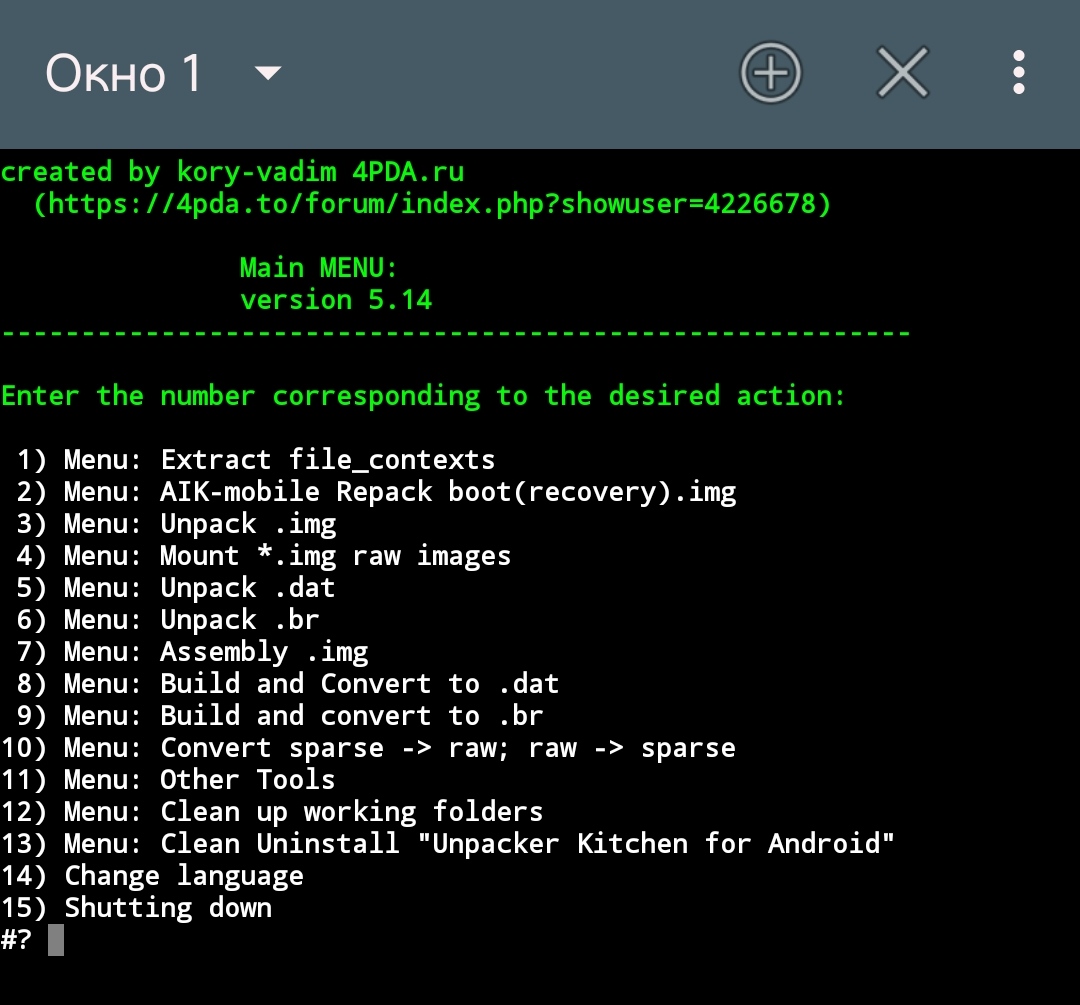 Окно 1
created by kory-vadim 4PDA.ru
(https://4pda.to/forum/index.php?showuser=4226678)
Main MENU:
version 5.14
---------------------------------------------------------
Enter the number corresponding to the desired action:
1) Menu: Extract file_contexts
2) Menu: AIK-mobile Repack boot(recovery).img
3) Menu: Unpack .img
4) Menu: Mount *.img raw images
5) Menu: Unpack .dat
6) Menu: Unpack .br
7) Menu: Assembly .img
8) Menu: Build and Convert to .dat
9) Menu: Build and convert to .br
10) Menu: Convert sparse -> raw; raw -> sparse
11) Menu: Other Tools
12) Menu: Clean up working folders
13) Menu: Clean Uninstall "Unpacker Kitchen for Android"
14) Change language
15) Shutting down
#?